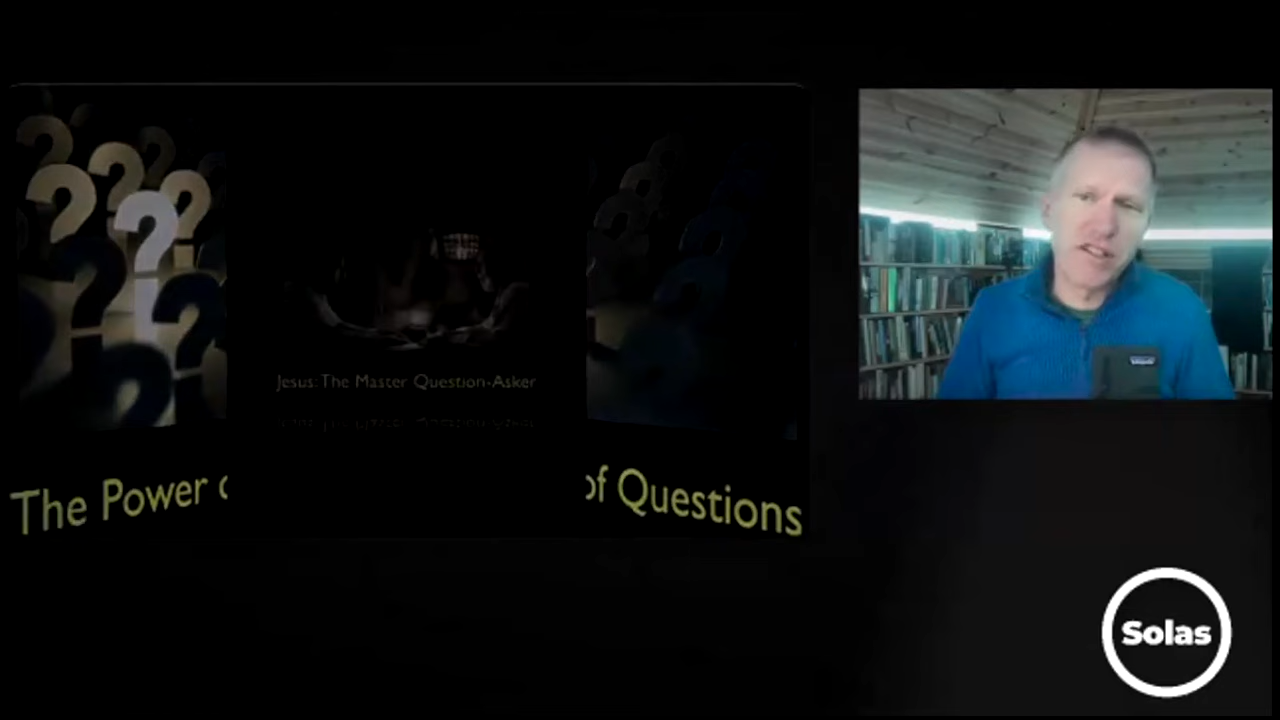 Jesus: The Master Question-Asker
The Power o
of Questions
Solas